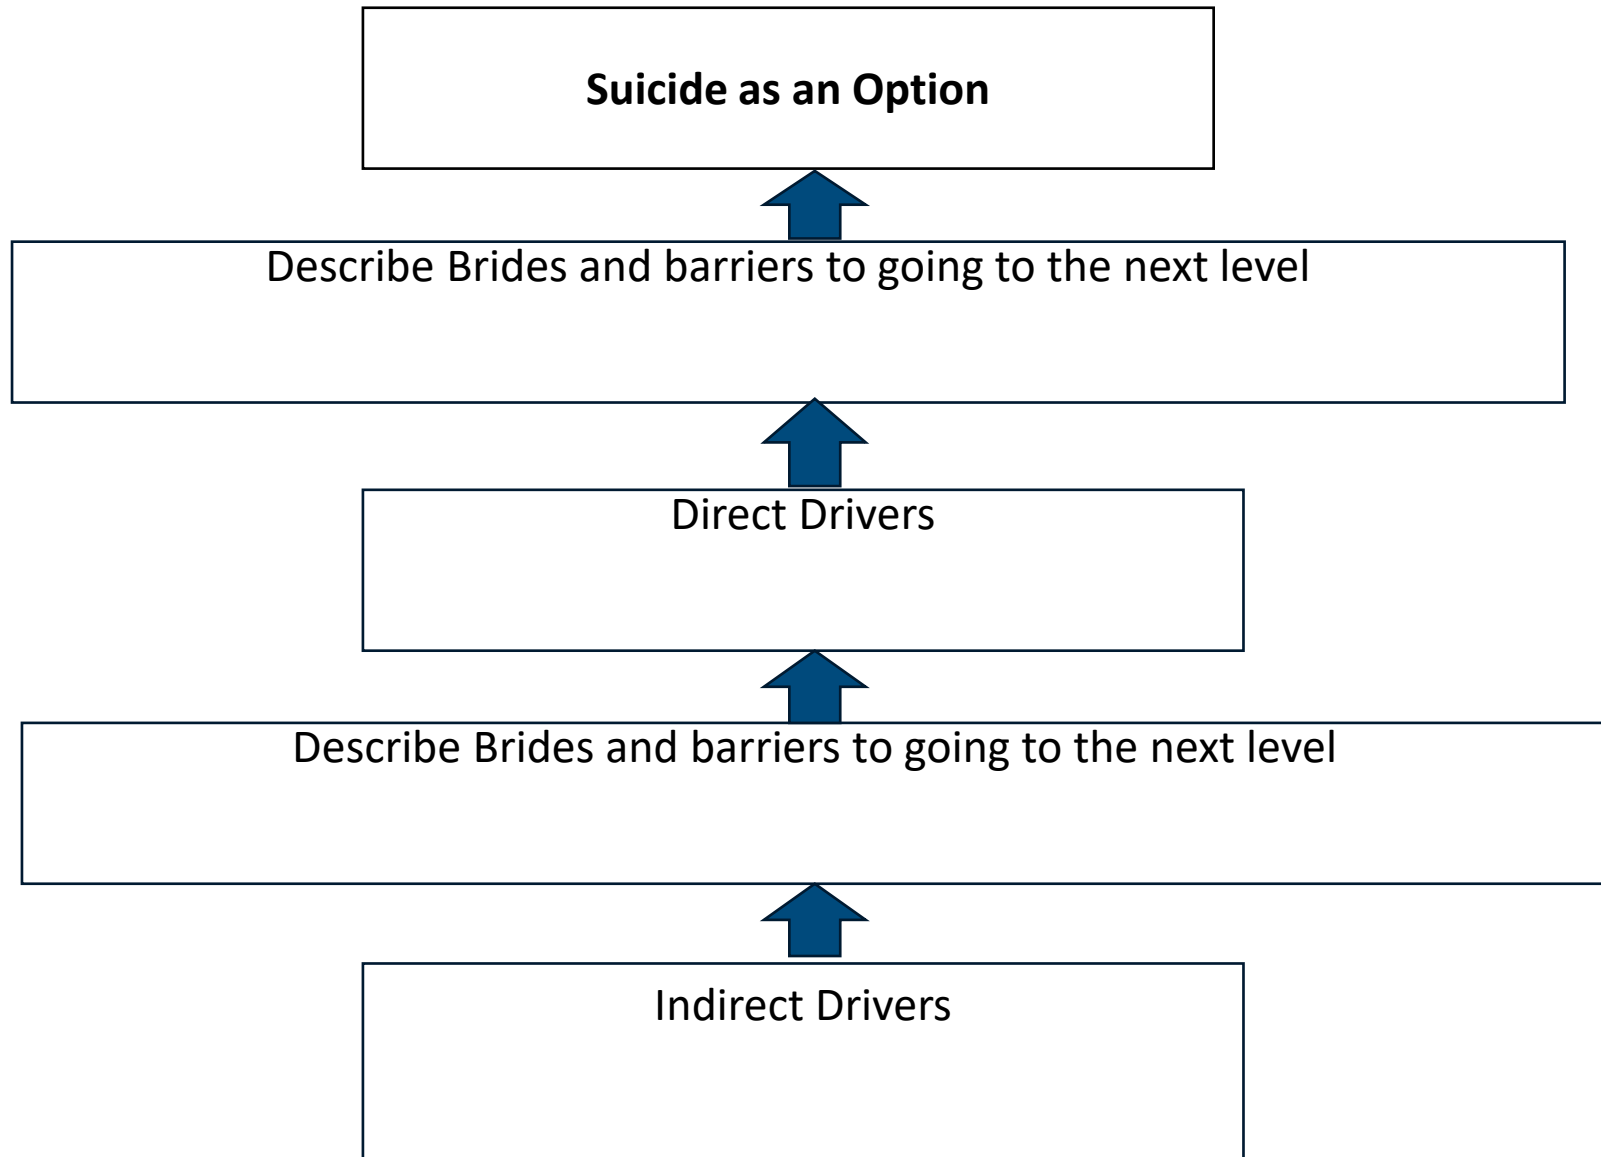 Suicide as an Option
Describe Brides and barriers to going to the next level
Direct Drivers
Describe Brides and barriers to going to the next level
Indirect Drivers